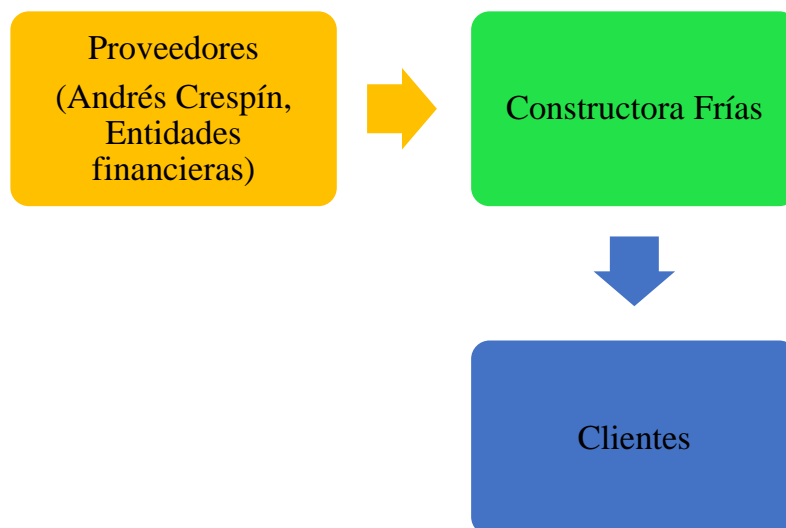 Proveedores
(Andrés Crespín,
Entidades
financieras)
Constructora Frías
Clientes